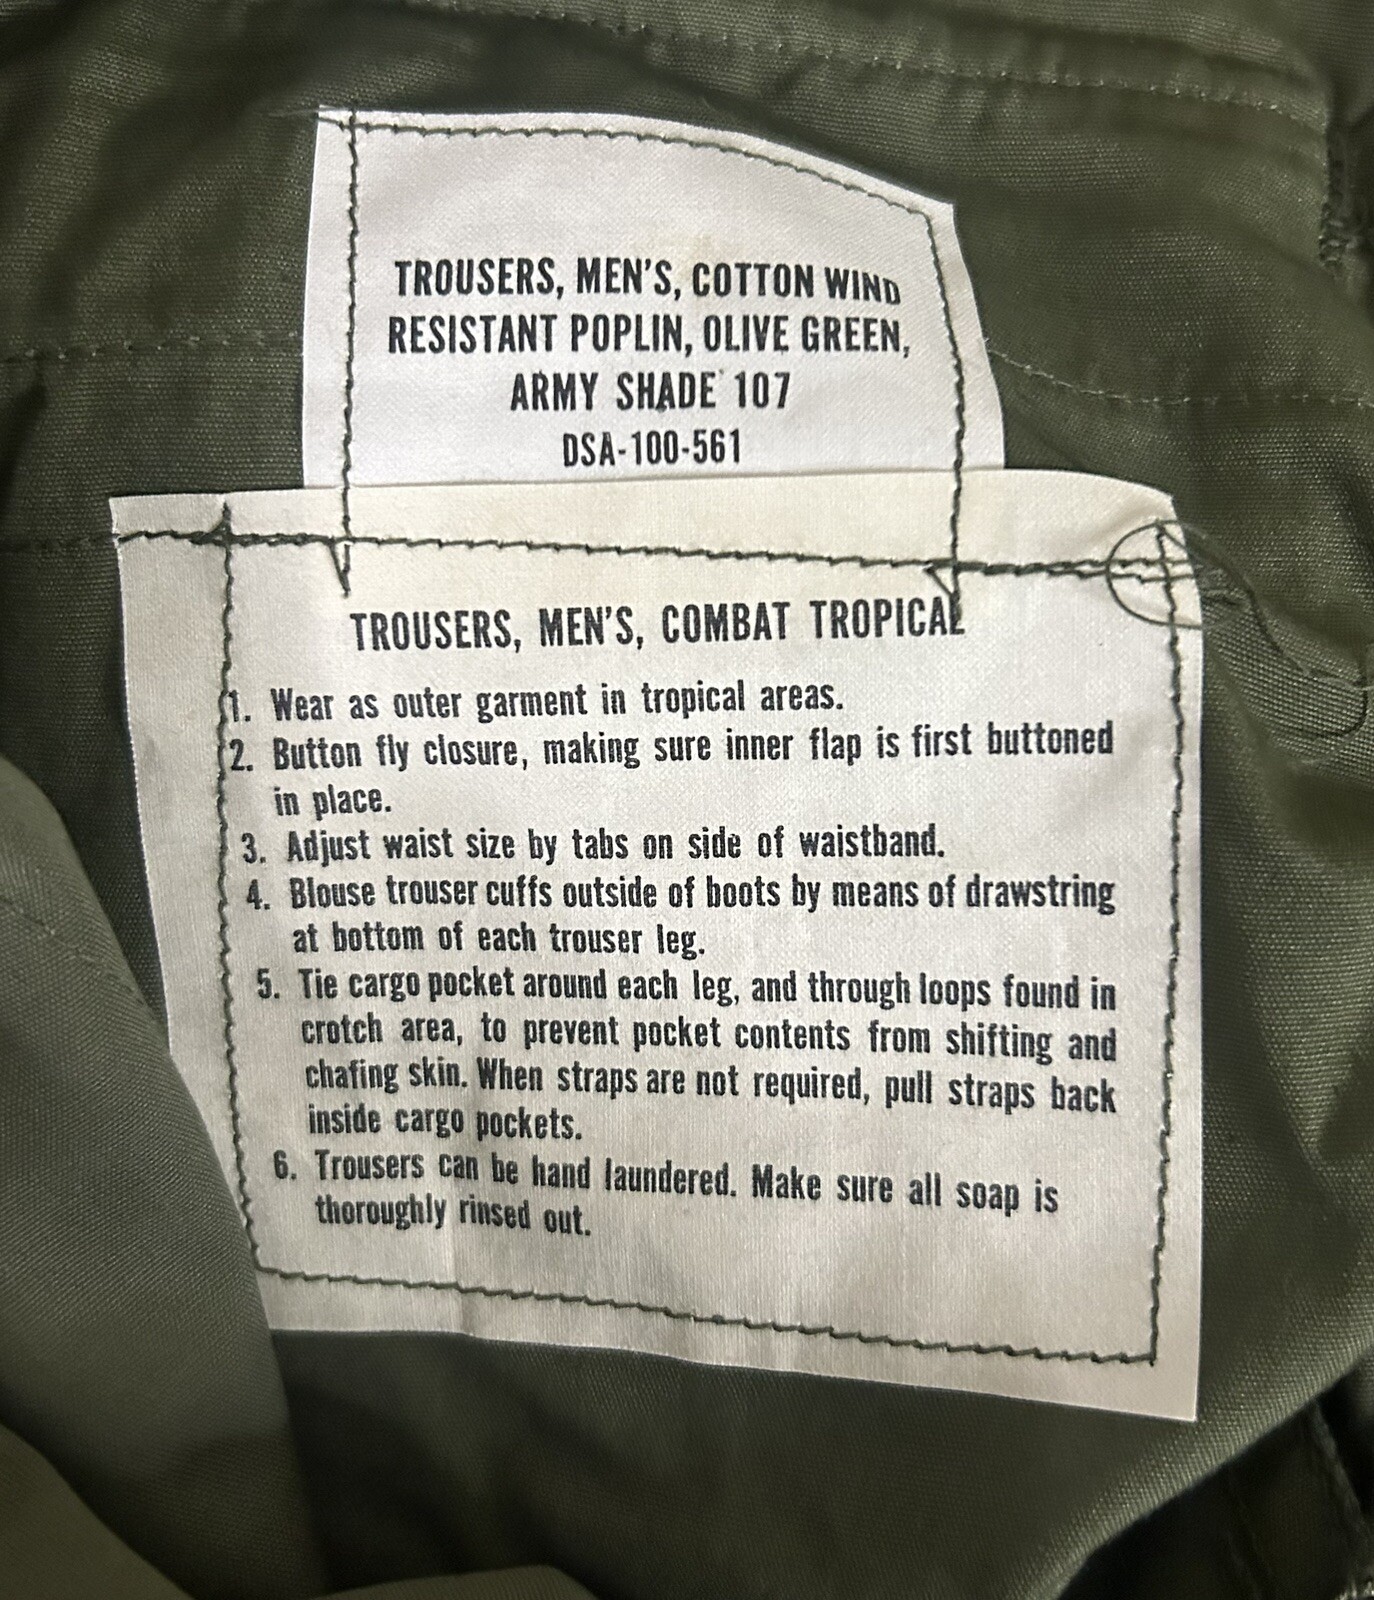 TROUSERS, MEN'S, COTTON WIND
RESISTANT POPLIN, OLIVE GREEN,
ARMY SHADE 107
DSA-100-561
TROUSERS, MEN'S, COMBAT TROPICAL
1. Wear as outer garment in tropical areas.
2. Button fly closure, making sure inner flap is first buttoned
in place.
3. Adjust waist size by tabs on side of waistband.
4. Blouse trouser cuffs outside of boots by means of drawstring
at bottom of each trouser leg.
5. Tie cargo pocket around each leg, and through loops found in
crotch area, to prevent pocket contents from shifting and
chafing skin. When straps are not required, pull straps back
inside cargo pockets.
6. Trousers can be hand laundered. Make sure all soap is
thoroughly rinsed out.